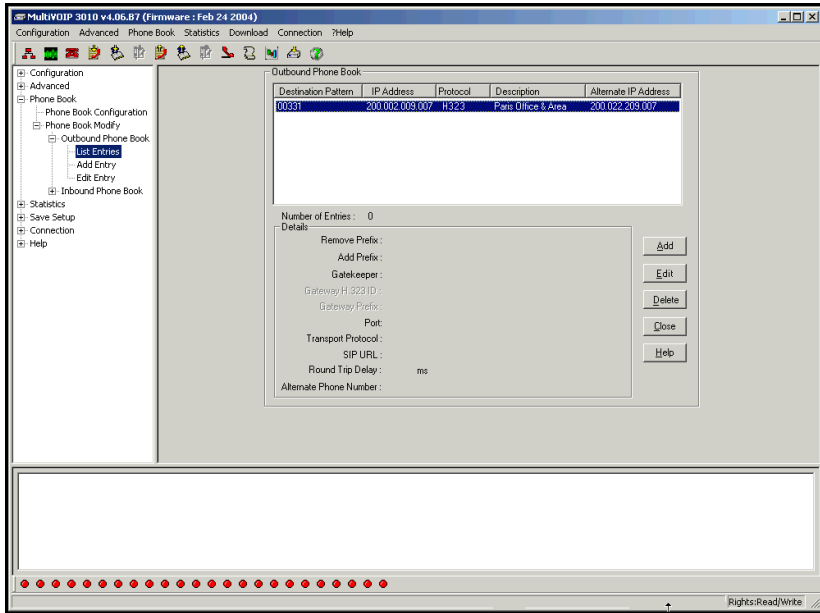 MultiVOIP 3010 v4.06.B7 (Firmware : Feb 24 2004)
Configuration Advanced Phone Book Statistics Download Connection ?Help
Configuration
Advanced
Phone Book
Phone Book Configuration
Phone Book Modify
Outbound Phone Book
List Entries
Add Entry
Edit Entry
Inbound Phone Book
Statistics
Save Setup
Connection
Help
Outbound Phone Book
Destination Pattern IP Address Protocol Description Alternate IP Address
00331 200.002.009.007 H323 Paris Office & Area 200.022.209.007
Number of Entries : 0
Details
Remove Prefix :
Add Prefix :
Gatekeeper :
Gateway H.323 ID :
Gateway Prefix :
Port:
Transport Protocol :
SIP URL :
Round Trip Delay : ms
Alternate Phone Number :
Add
Edit
Delete
Close
Help
Rights:Read/Write